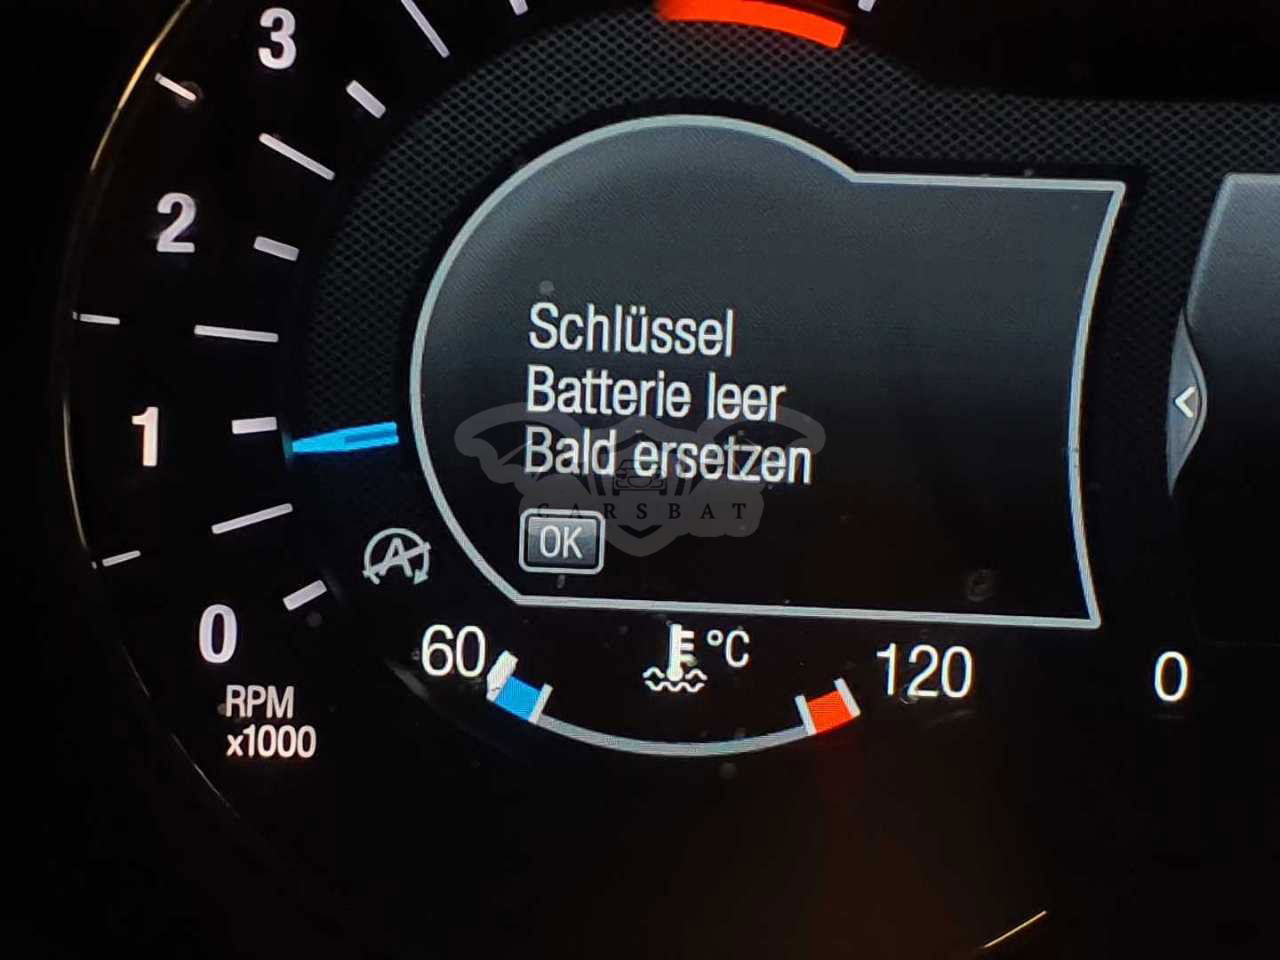 3
2
1
0
RPM
x1000
Schlüssel
Batterie leer
Bald ersetzen
CARSBAT
OK
A
60
°C
120
0
<